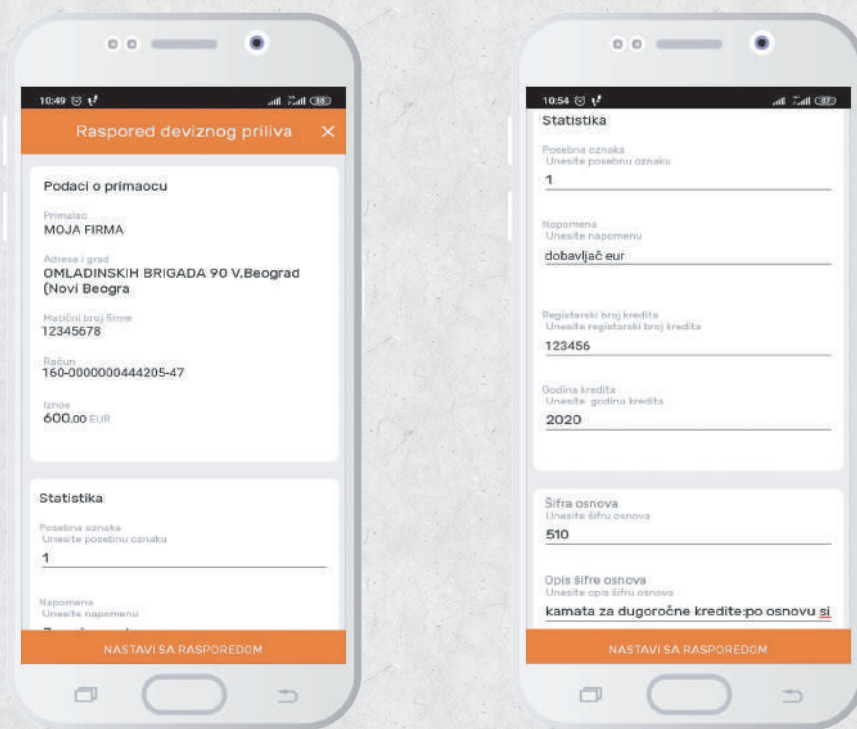 10:49
Raspored deviznog priliva
Podaci o primaocu
Primalac
MOJA FIRMA
Adresa i grad
OMLADINSKIH BRIGADA 90 V,Beograd
(Novi Beogra
Matični broj firme
12345678
Račun
160-0000000444205-47
Iznos
600,00 EUR
Statistika
Posebna oznaka
Unesite posebnu oznaku
1
Napomena
Unesite napomenu
NASTAVI SA RASPOREDOM
10:54
Statistika
Posebna oznaka
Unesite posebnu oznaku
1
Napomena
Unesite napomenu
dobavljač eur
Registarski broj kredita
Unesite registarski broj kredita
123456
Godina kredita
Unesite godinu kredita
2020
Šifra osnova
Unesite šifru osnova
510
Opis šifre osnova
Unesite opis šifru osnova
kamata za dugoročne kredite:po osnovu si
NASTAVI SA RASPOREDOM